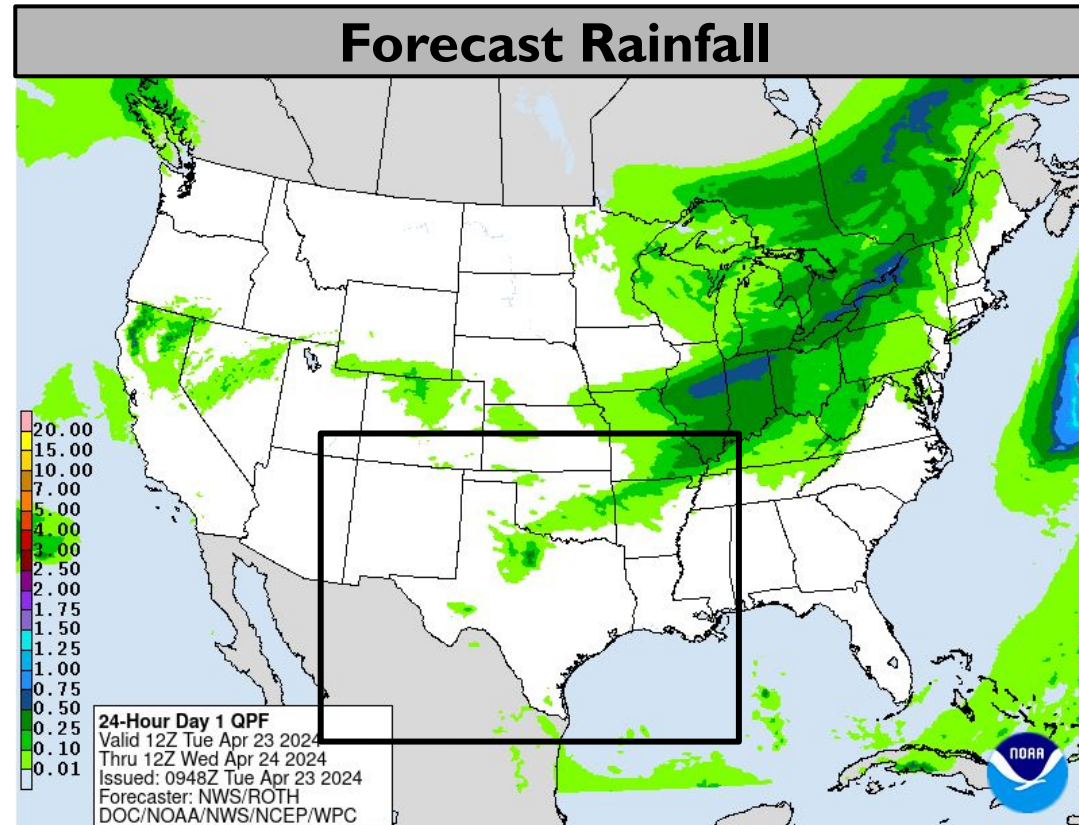 Forecast Rainfall
20.00
15.00
10.00
7.00
5.00
4.00
3.00
2.50
2.00
1.75
1.50
1.25
1.00
0.75
0.50
0.25
0.10
0.01
24-Hour Day 1 QPF
Valid 12Z Tue Apr 23 2024
Thru 12Z Wed Apr 24 2024
Issued: 0948Z Tue Apr 23 2024
Forecaster: NWS/ROTH
DOC/NOAA/NWS/NCEP/WPC
NOAA